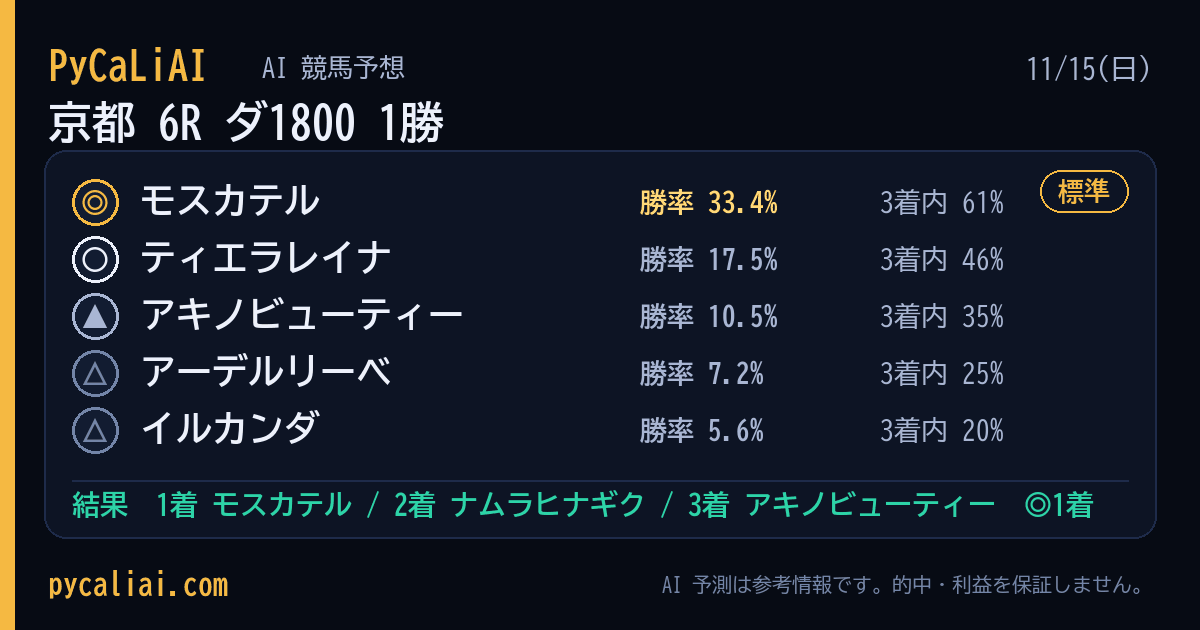 PyCaLiAI AI 競馬予想 11/15(日)
京都 6R ダ1800 1勝
◎ モスカテル 勝率 33.4% 3着内 61% 標準
○ ティエラレイナ 勝率 17.5% 3着内 46%
▲ アキノビューティー 勝率 10.5% 3着内 35%
△ アーデルリーベ 勝率 7.2% 3着内 25%
△ イルカンダ 勝率 5.6% 3着内 20%
結果 1着 モスカテル / 2着 ナムラヒナギク / 3着 アキノビューティー ◎1着
pycaliai.com AI 予測は参考情報です。的中・利益を保証しません。